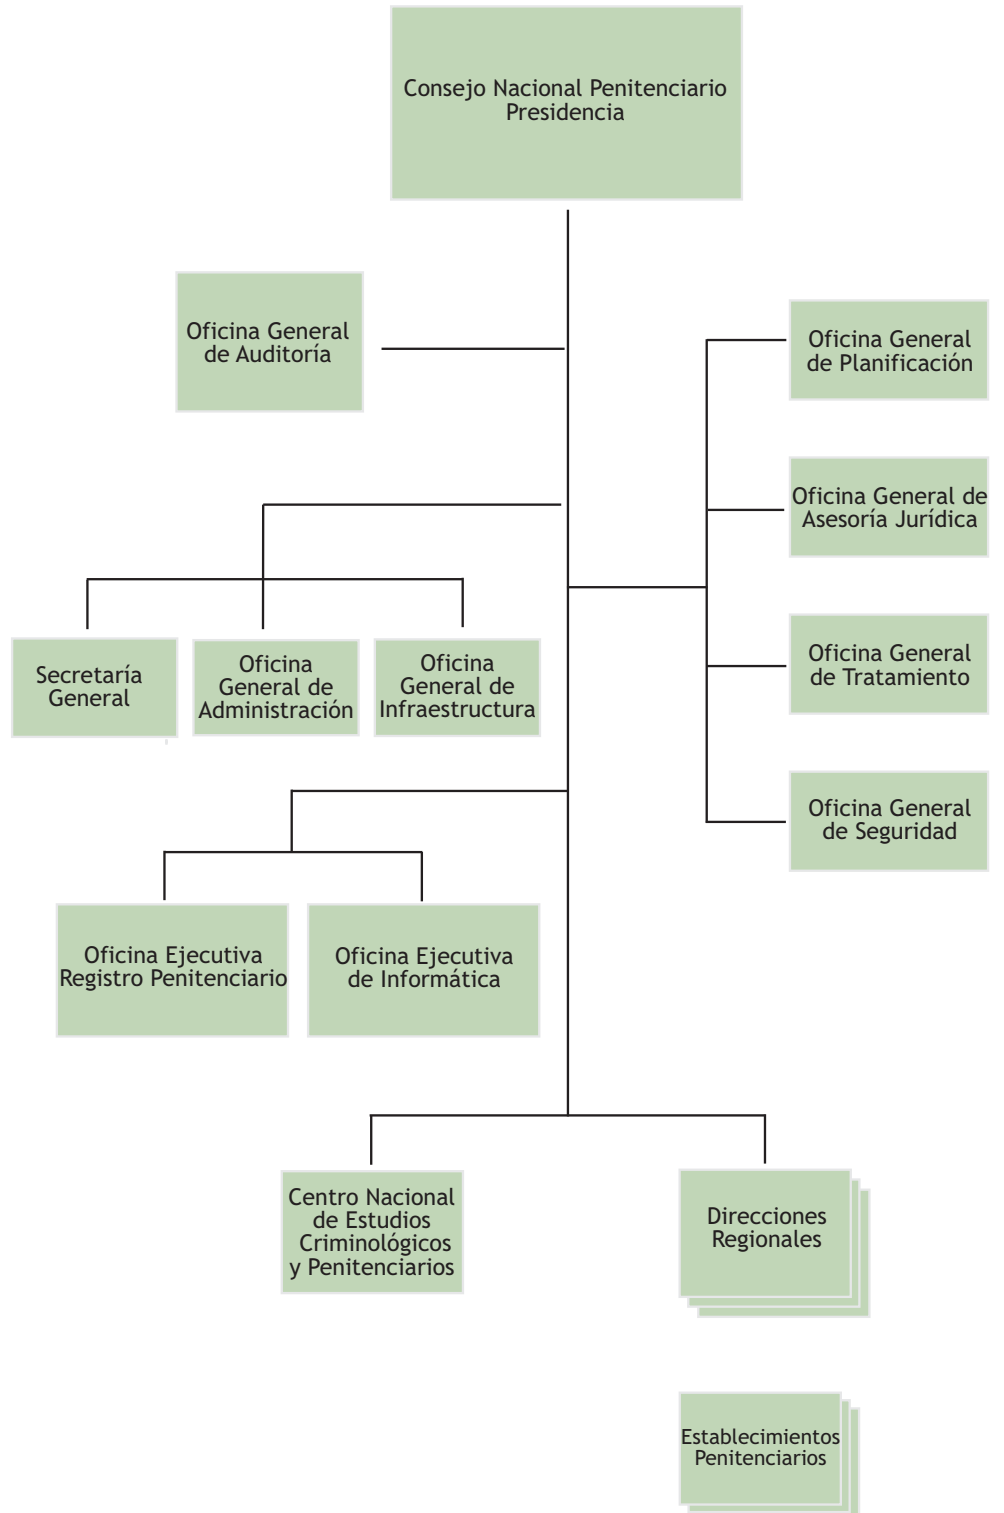 Consejo Nacional Penitenciario
Presidencia
Oficina General
de Auditoría
Oficina General
de Planificación
Oficina General de
Asesoría Jurídica
Oficina General
de Tratamiento
Oficina General
de Seguridad
Secretaría
General
Oficina
General de
Administración
Oficina
General de
Infraestructura
Oficina Ejecutiva
Registro Penitenciario
Oficina Ejecutiva
de Informática
Centro Nacional
de Estudios
Criminológicos
y Penitenciarios
Direcciones
Regionales
Establecimientos
Penitenciarios